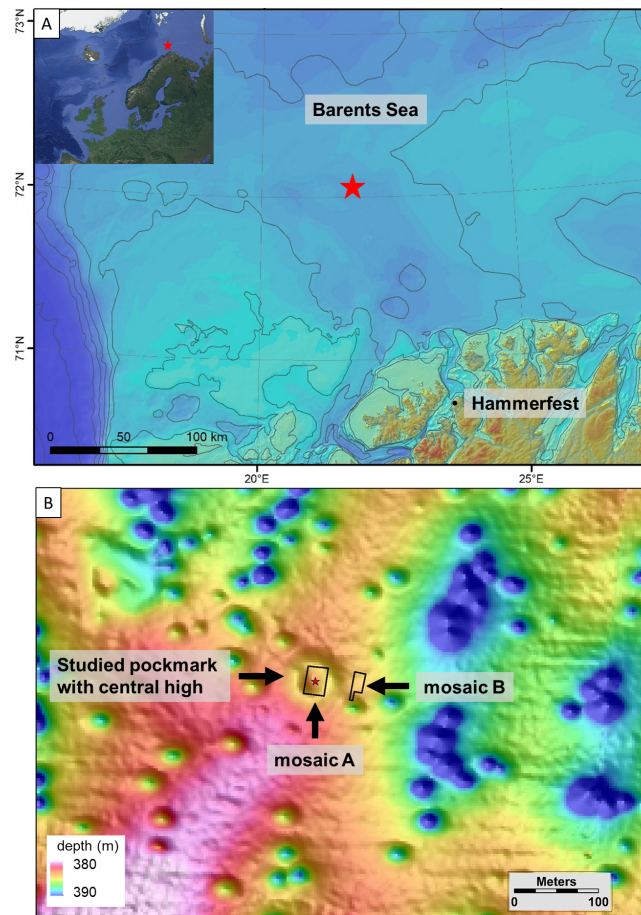 A
73°N
Barents Sea
72°N
71°N
Hammerfest
0 50 100 km
20°E 25°E
B
Studied pockmark
with central high
mosaic B
mosaic A
depth (m)
380
390
Meters
0 100